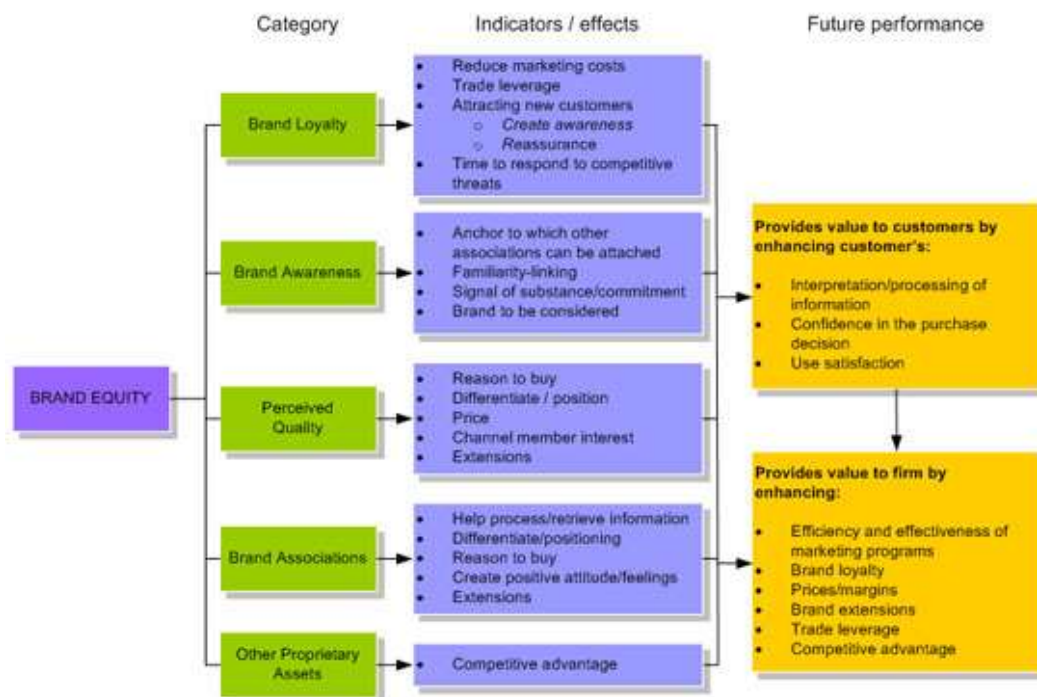 Category
Indicators / effects
Future performance
BRAND EQUITY
Brand Loyalty
• Reduce marketing costs
• Trade leverage
• Attracting new customers
o Create awareness
o Reassurance
• Time to respond to competitive
threats
Brand Awareness
• Anchor to which other
associations can be attached
• Familiarity-linking
• Signal of substance/commitment
• Brand to be considered
Perceived
Quality
• Reason to buy
• Differentiate / position
• Price
• Channel member interest
• Extensions
Brand Associations
• Help process/retrieve information
• Differentiate/positioning
• Reason to buy
• Create positive attitude/feelings
• Extensions
Other Proprietary
Assets
• Competitive advantage
Provides value to customers by
enhancing customer's:
• Interpretation/processing of
information
• Confidence in the purchase
decision
• Use satisfaction
Provides value to firm by
enhancing:
• Efficiency and effectiveness of
marketing programs
• Brand loyalty
• Prices/margins
• Brand extensions
• Trade leverage
• Competitive advantage